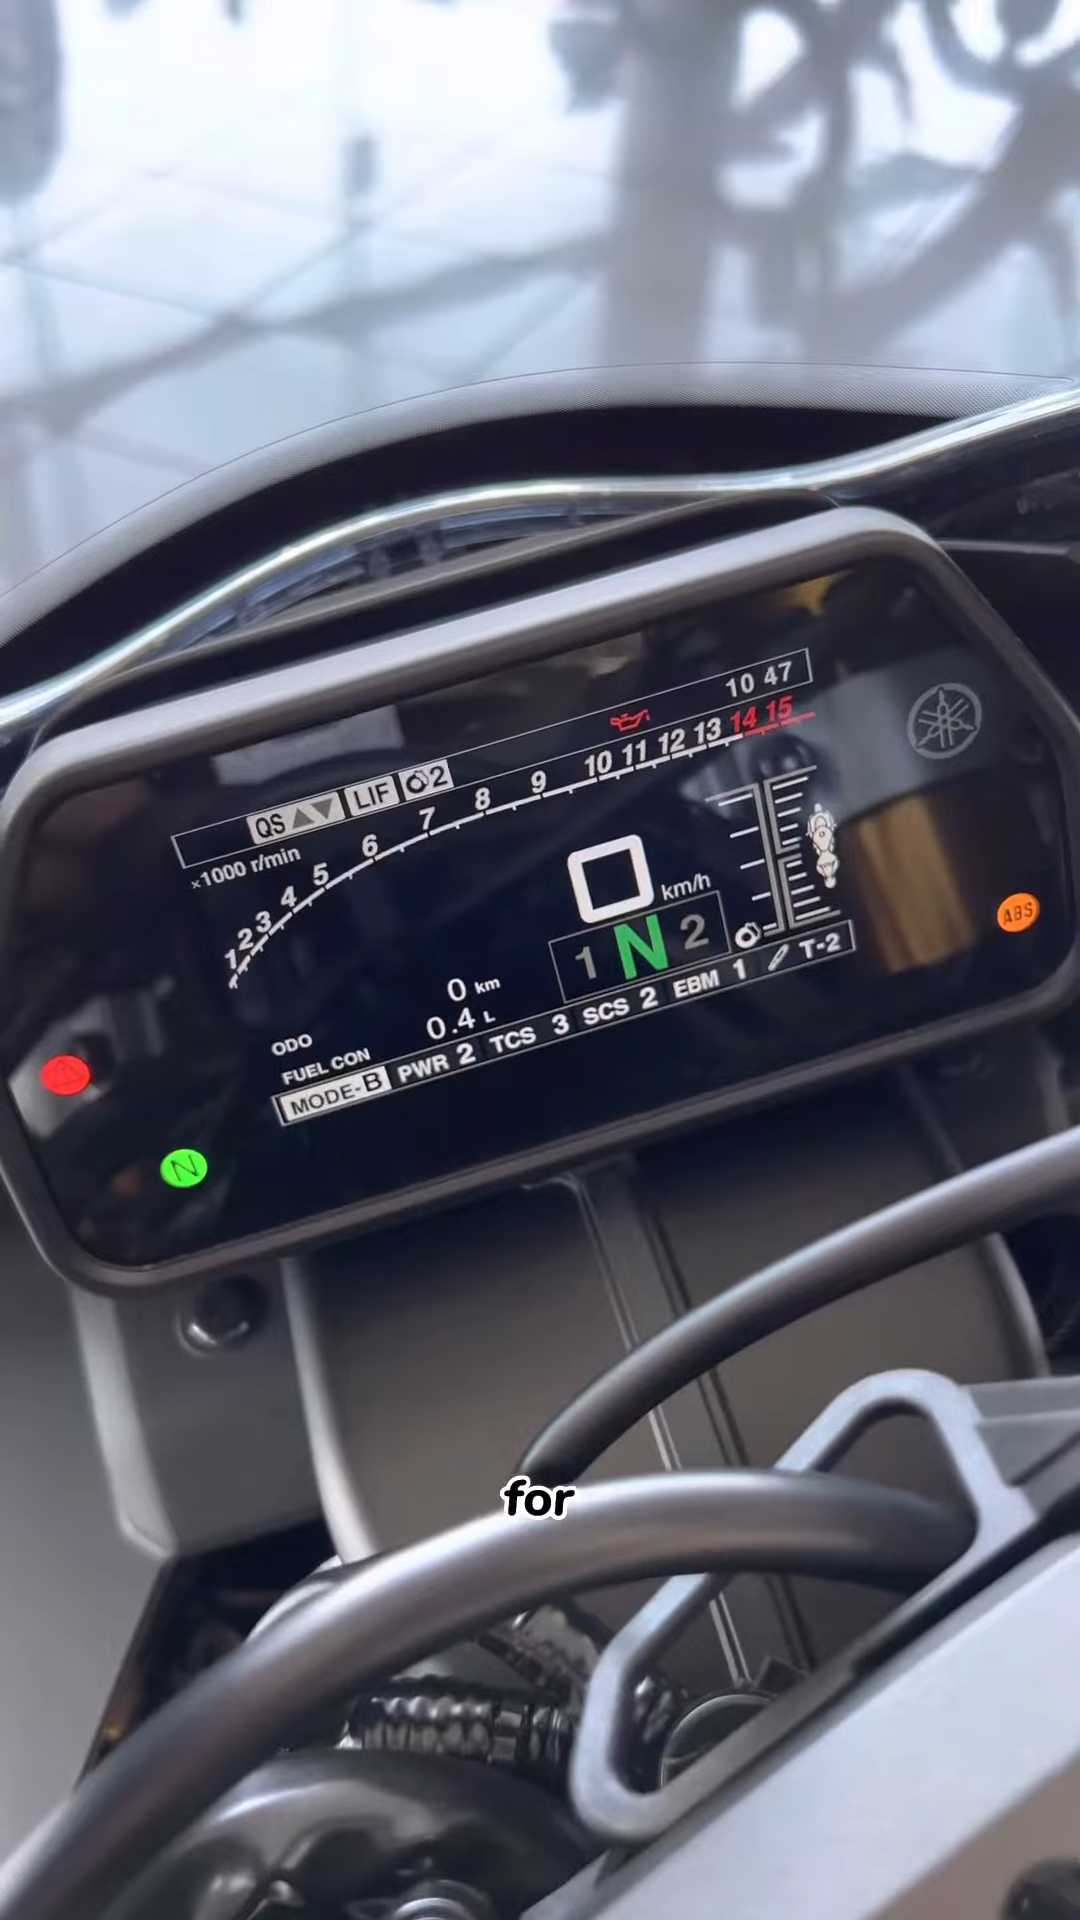 10 47
QS LIF 2
×1000 r/min
1 2 3 4 5 6 7 8 9 10 11 12 13 14 15
0 km/h
1 N 2
ODO 0 km
FUEL CON 0.4 L
MODE-B PWR 2 TCS 3 SCS 2 EBM 1 T-2
ABS
N
for